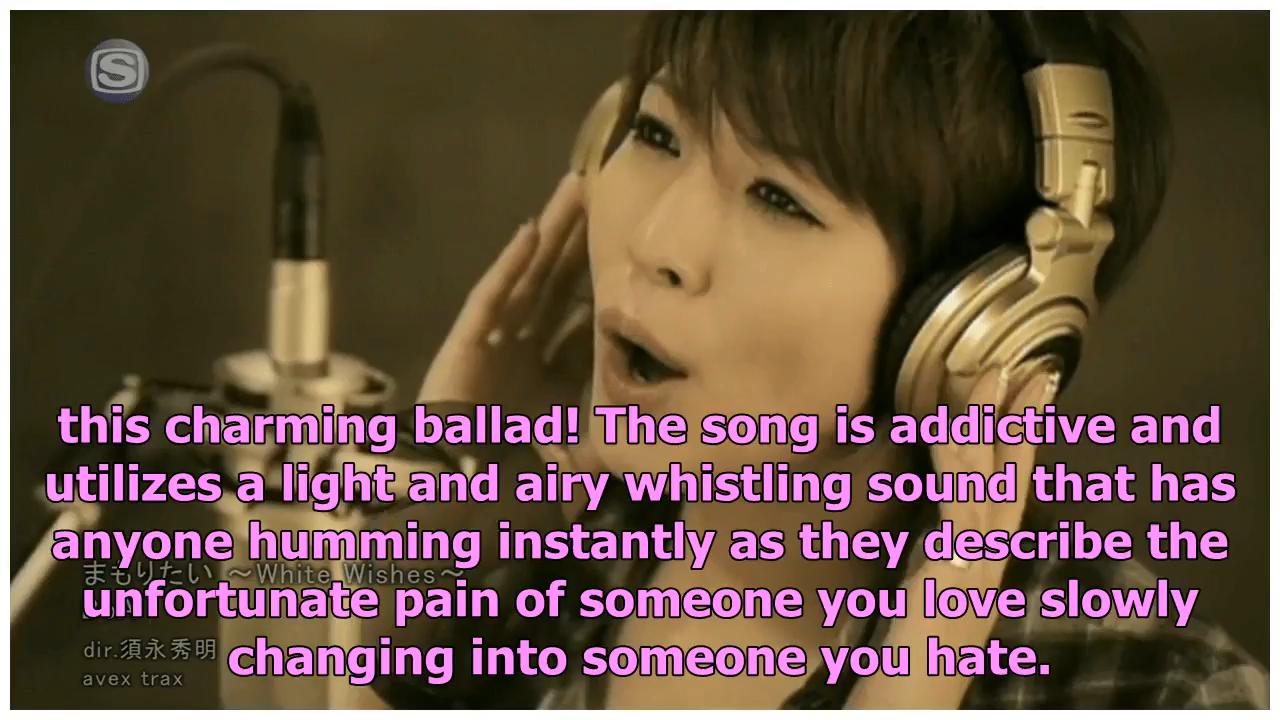 S
this charming ballad! The song is addictive and
utilizes a light and airy whistling sound that has
anyone humming instantly as they describe the
まもりたい ～White Wishes～
unfortunate pain of someone you love slowly
dir.須永秀明
changing into someone you hate.
avex trax